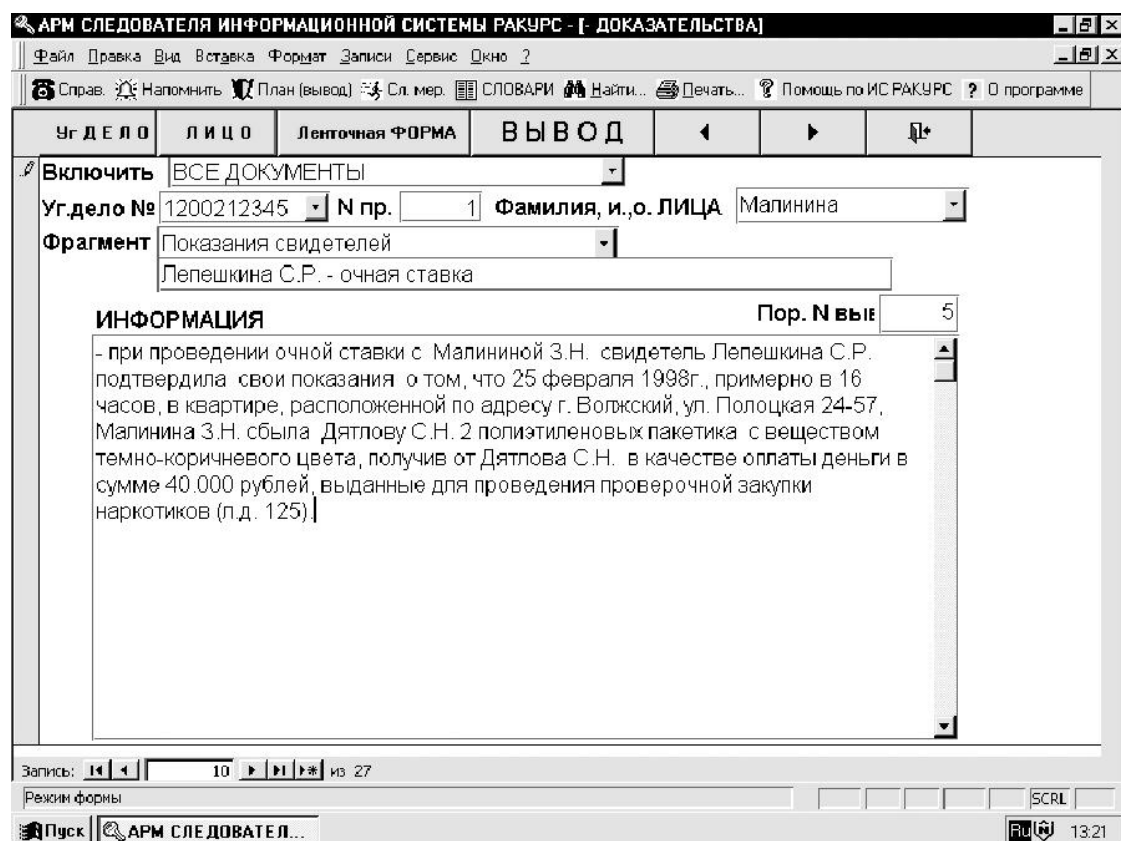 АРМ СЛЕДОВАТЕЛЯ ИНФОРМАЦИОННОЙ СИСТЕМЫ РАКУРС - [- ДОКАЗАТЕЛЬСТВА]
Файл Правка Вид Вставка Формат Записи Сервис Окно ?
Справ. Напомнить План (вывод) Сл. мер. СЛОВАРИ Найти... Печать... Помощь по ИС РАКУРС ? О программе
Уг ДЕЛО ЛИЦО Ленточная ФОРМА ВЫВОД
Включить ВСЕ ДОКУМЕНТЫ
Уг.дело № 1200212345 N пр. 1 Фамилия, и.,о. ЛИЦА Малинина
Фрагмент Показания свидетелей
Лепешкина С.Р. - очная ставка
ИНФОРМАЦИЯ Пор. N выв 5
- при проведении очной ставки с Малининой З.Н. свидетель Лепешкина С.Р.
подтвердила свои показания о том, что 25 февраля 1998г., примерно в 16
часов, в квартире, расположенной по адресу г. Волжский, ул. Полоцкая 24-57,
Малинина З.Н. сбыла Дятлову С.Н. 2 полиэтиленовых пакетика с веществом
темно-коричневого цвета, получив от Дятлова С.Н. в качестве оплаты деньги в
сумме 40.000 рублей, выданные для проведения проверочной закупки
наркотиков (л.д. 125).
Запись: 10 из 27
Режим формы SCRL
Пуск АРМ СЛЕДОВАТЕЛ... Ru 13:21